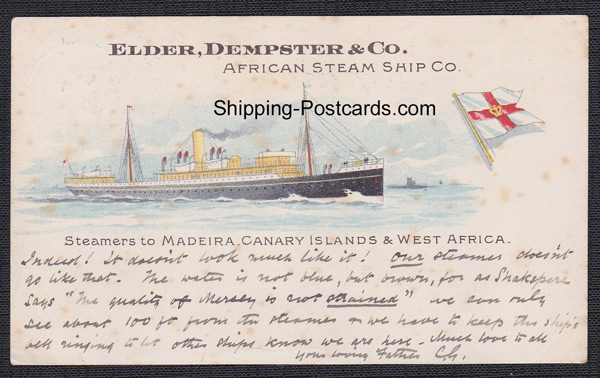 ELDER, DEMPSTER & CO.
AFRICAN STEAM SHIP CO.
Shipping-Postcards.com
Steamers to MADEIRA, CANARY ISLANDS & WEST AFRICA.
Indeed! It doesn't look much like it! Our steamer doesn't
go like that. The water is not blue, but brown, for as Shakspere
says "The quality of Mersey is not strained" we can only
see about 100 ft from the steamer & we have to keep the ship's
bell ringing to let other ships know we are here - Much love to all
Your loving Father